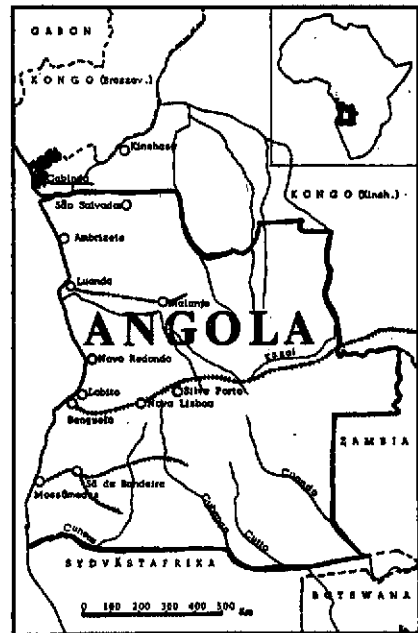 GABON
KONGO (Brazzav.)
Kinshasa
Cabinda
KONGO (Kinsh.)
São Salvador
Ambrizete
Luanda
Malanje
ANGOLA
Kasai
Novo Redondo
Lobito
Silva Porto
Benguela
Nova Lisboa
ZAMBIA
Sá da Bandeira
Mossâmedes
Cunene
Cubango
Cuito
Cuando
SYDVÄSTAFRIKA
BOTSWANA
0 100 200 300 400 500 Km